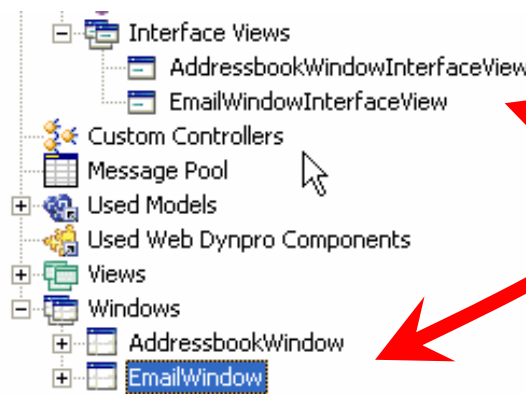 Interface Views
AddressbookWindowInterfaceView
EmailWindowInterfaceView
Custom Controllers
Message Pool
Used Models
Used Web Dynpro Components
Views
Windows
AddressbookWindow
EmailWindow